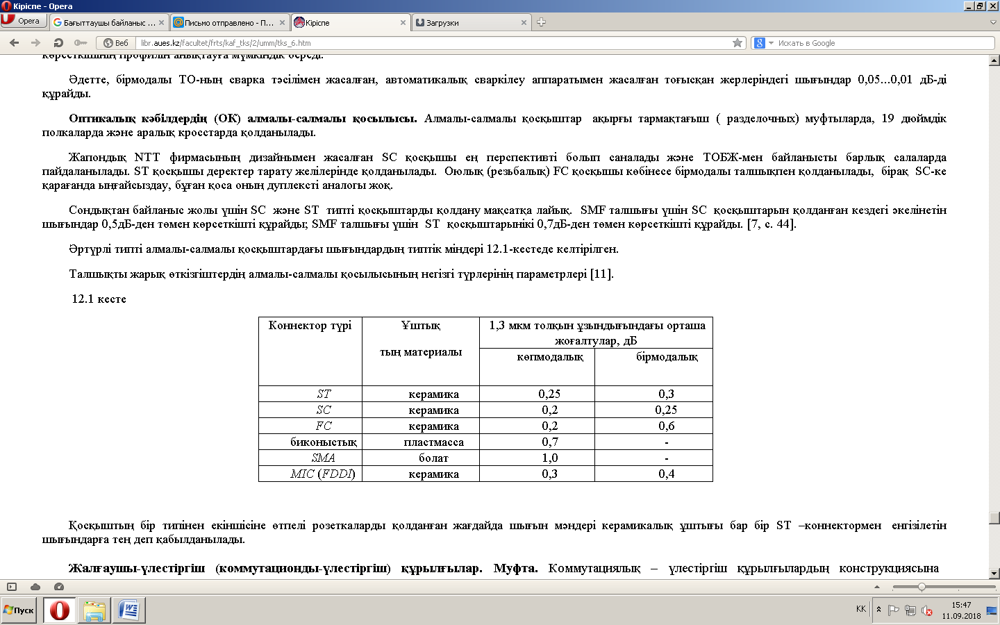 Кіріспе - Opera
Opera
Бағыттаушы байланыс ...
Письмо отправлено - П...
Кіріспе
Загрузки
Веб
libr.aues.kz/facultet/frts/kaf_tks/2/umm/tks_6.htm
Искать в Google
көрсеткішінің профилін анықтауға мүмкіндік береді.
Әдетте, бірмодалы ТО-ның сварка тәсілімен жасалған, автоматикалық сваркілеу аппаратымен жасалған тоғысқан жерлеріндегі шығындар 0,05...0,01 дБ-ді
құрайды.
Оптикалық кәбілдердің (ОК) алмалы-салмалы қосылысы. Алмалы-салмалы қосқыштар ақырғы тармақтағыш ( разделочных) муфтыларда, 19 дюймдік
полкаларда және аралық кросстарда қолданылады.
Жапондық NTT фирмасының дизайнымен жасалған SC қосқышы ең перспективті болып саналады және ТОБЖ-мен байланысты барлық салаларда
пайдаланылады. ST қосқышы деректер тарату желілерінде қолданылады. Оюлық (резьбалық) FC қосқышы көбінесе бірмодалы талшықпен қолданылады, бірақ SC-ке
қарағанда ыңғайсыздау, бұған қоса оның дуплексті аналогы жоқ.
Сондықтан байланыс жолы үшін SC және ST типті қосқыштарды қолдану мақсатқа лайық. SMF талшығы үшін SC қосқыштарын қолданған кездегі әкелінетін
шығындар 0,5дБ-ден төмен көрсеткішті құрайды; SMF талшығы үшін ST қосқыштарынікі 0,7дБ-ден төмен көрсеткішті құрайды. [7, с. 44].
Әртүрлі типті алмалы-салмалы қосқыштардағы шығындардың типтік міндері 12.1-кестеде келтірілген.
Талшықты жарық өткізгіштердің алмалы-салмалы қосылысының негізгі түрлерінің параметрлері [11].
12.1 кесте
Коннектор түрі
Ұштық
тың материалы
1,3 мкм толқын ұзындығындағы орташа
жоғалтулар, дБ
көпмодалық бірмодалық
ST керамика 0,25 0,3
SC керамика 0,2 0,25
FC керамика 0,2 0,6
биконыстық пластмасса 0,7 -
SMA болат 1,0 -
MIC (FDDI) керамика 0,3 0,4
Қосқыштың бір типінен екіншісіне өтпелі розеткаларды қолданған жағдайда шығын мәндері керамикалық ұштығы бар бір ST –коннектормен енгізілетін
шығындарға тең деп қабылданылады.
Жалғаушы-үлестіргіш (коммутационды-үлестіргіш) құрылғылар. Муфта. Коммутациялық – үлестіргіш құрылғылардың конструкциясына
Пуск
KK
15:47
11.09.2018